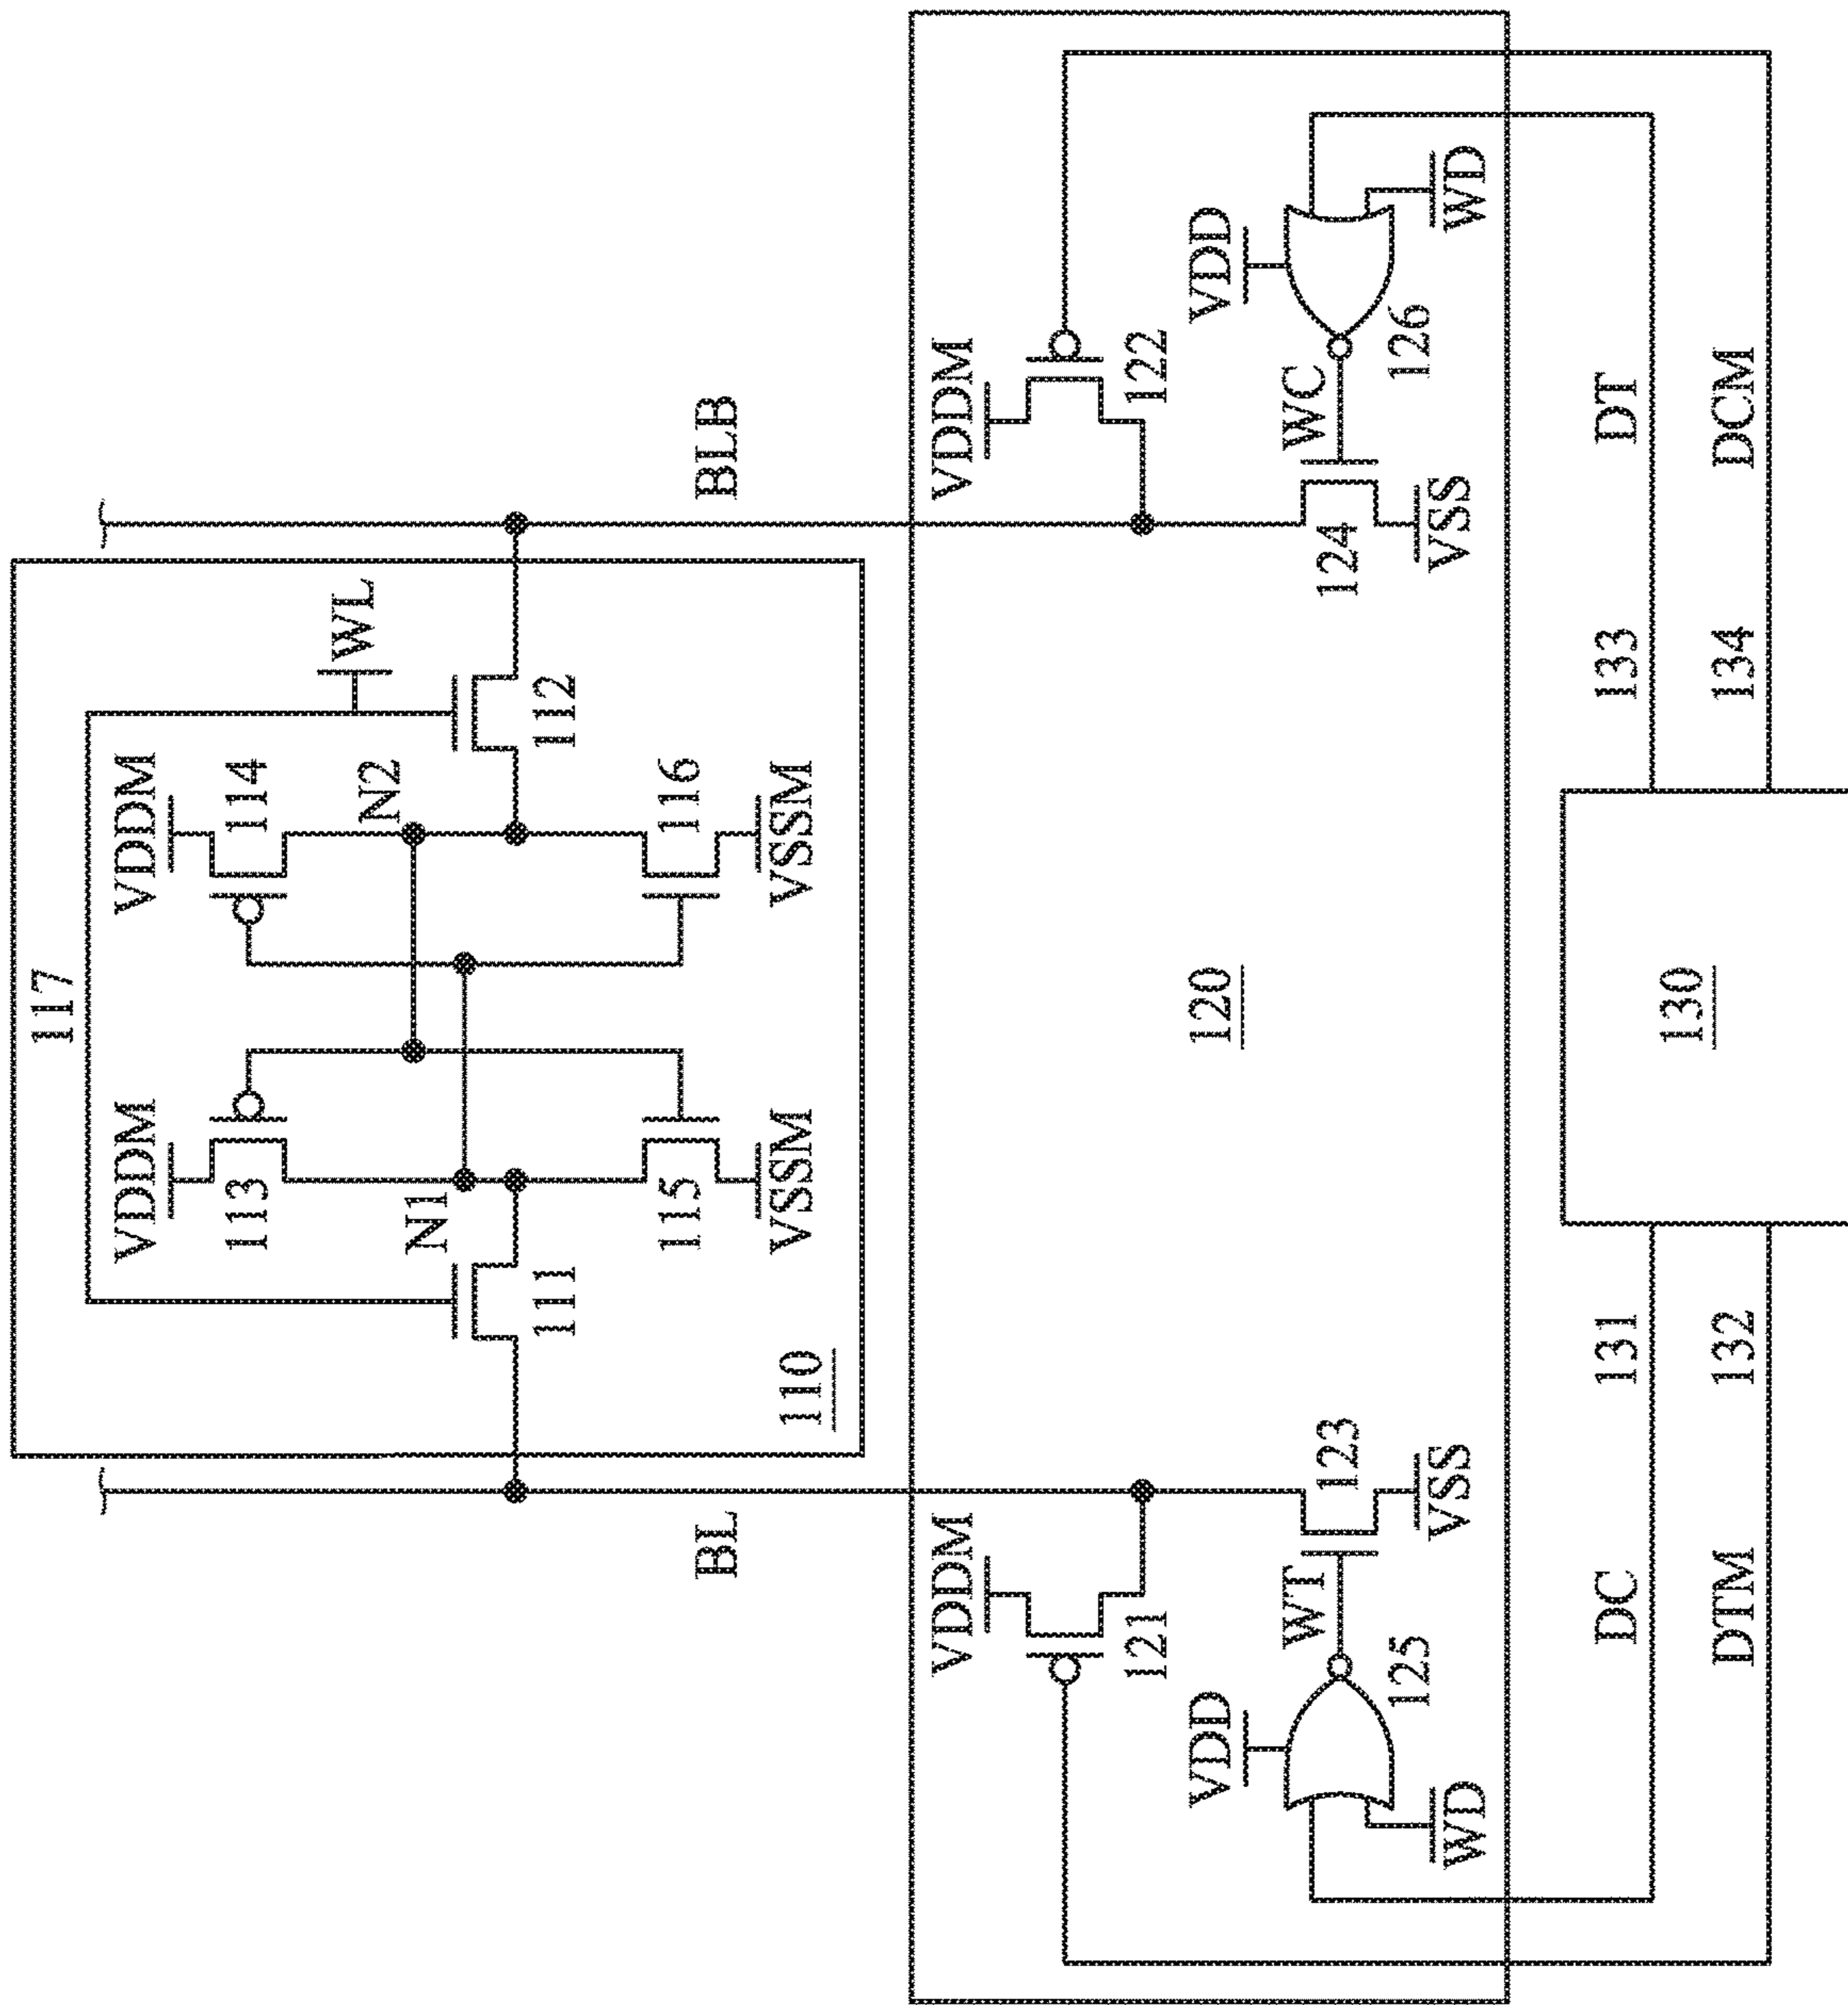 117
VDDM
VDDM
113
114
WL
N2
N1
111
112
115
116
BL
BLB
VSSM
VSSM
110
VDDM
VDDM
121
122
VDD
120
VDD
WT
WC
123
124
125
126
VSS
VSS
WD
WD
DC
131
133
DT
130
DTM
132
134
DCM